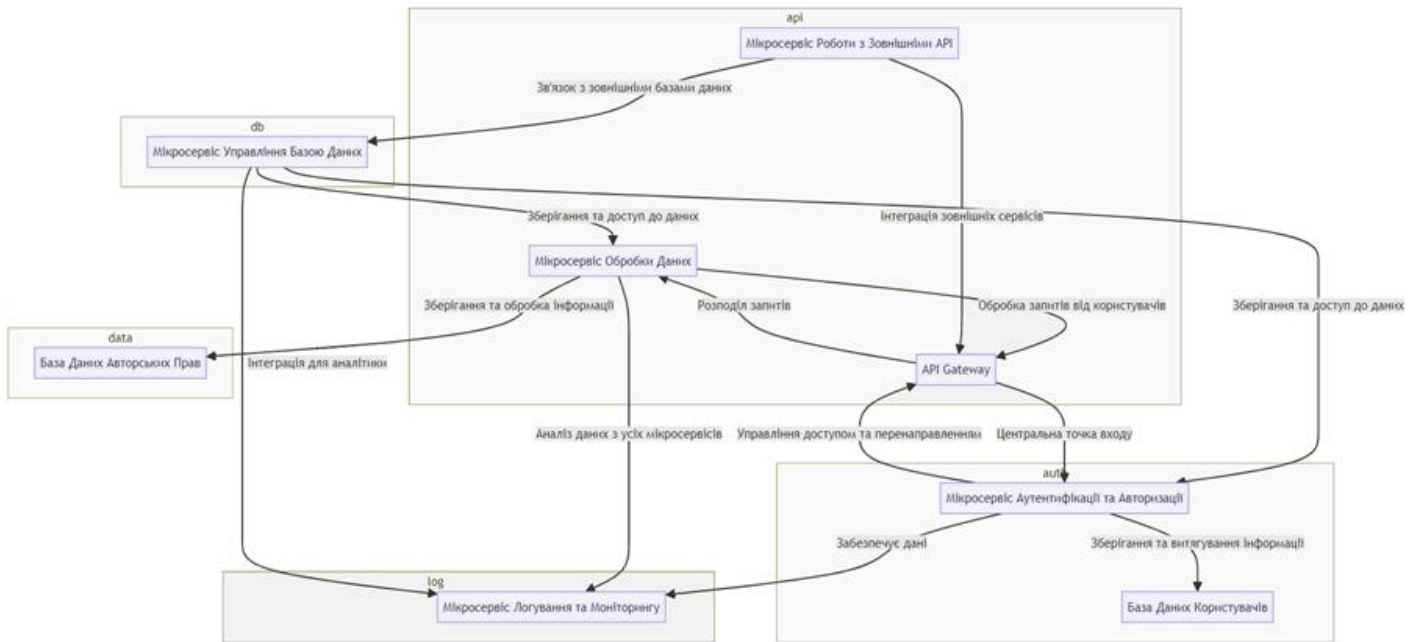 api
Мікросервіс Роботи з Зовнішніми АРІ
Зв'язок з зовнішніми базами даних
db
Мікросервіс Управління Базою Даних
Зберігання та доступ до даних
Інтеграція зовнішніх сервісів
Мікросервіс Обробки Даних
Зберігання та обробка інформації
Розподіл запитів
Обробка запитів від користувачів
Зберігання та доступ до даних
data
База Даних Авторських Прав
Інтеграція для аналітики
API Gateway
Аналіз даних з усіх мікросервісів
Управління доступом та перенаправленням
Центральна точка входу
auth
Мікросервіс Аутентифікації та Авторизації
Забезпечує дані
Зберігання та витягування інформації
log
Мікросервіс Логування та Моніторингу
База Даних Користувачів